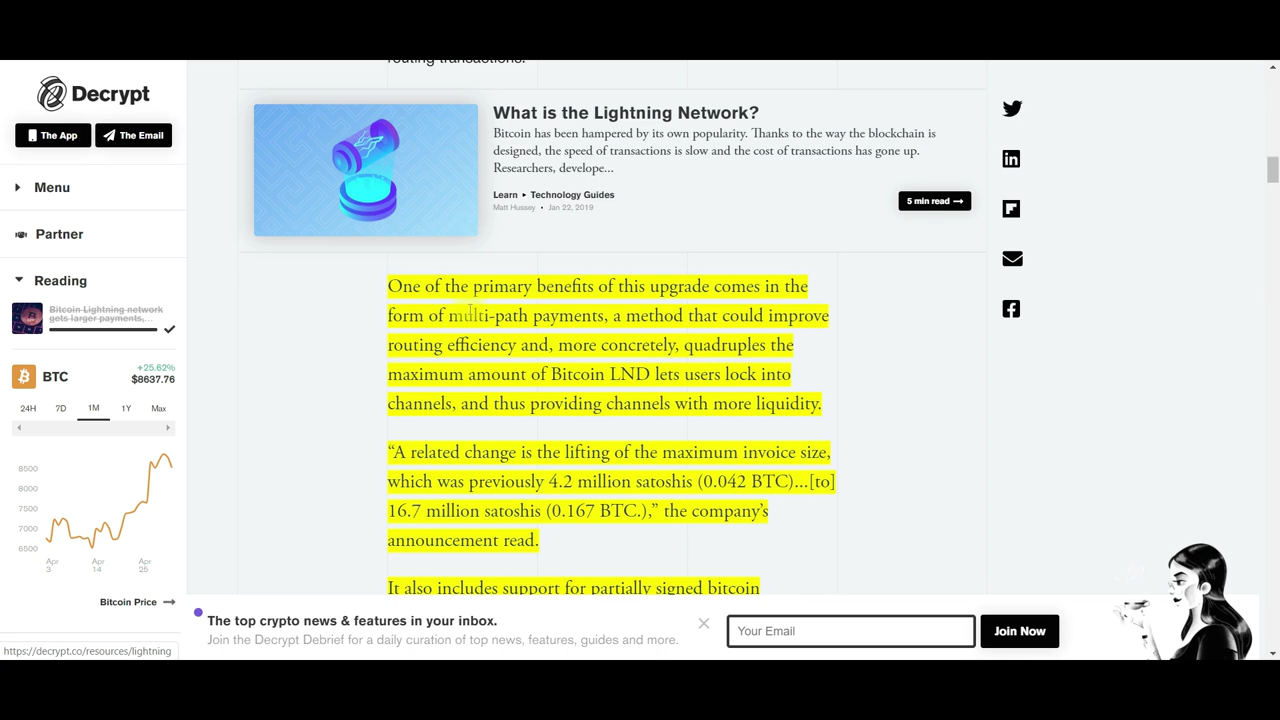 Decrypt
The App
The Email
Menu
Partner
Reading
Bitcoin Lightning network
gets larger payments,...
BTC
+25.62%
$8637.76
24H 7D 1M 1Y Max
8500
8000
7500
7000
6500
Apr 3
Apr 14
Apr 25
Bitcoin Price
https://decrypt.co/resources/lightning
routing transactions.
What is the Lightning Network?
Bitcoin has been hampered by its own popularity. Thanks to the way the blockchain is
designed, the speed of transactions is slow and the cost of transactions has gone up.
Researchers, develope...
Learn ▸ Technology Guides
Matt Hussey • Jan 22, 2019
5 min read
One of the primary benefits of this upgrade comes in the
form of multi-path payments, a method that could improve
routing efficiency and, more concretely, quadruples the
maximum amount of Bitcoin LND lets users lock into
channels, and thus providing channels with more liquidity.
“A related change is the lifting of the maximum invoice size,
which was previously 4.2 million satoshis (0.042 BTC)...[to]
16.7 million satoshis (0.167 BTC.),” the company’s
announcement read.
It also includes support for partially signed bitcoin
The top crypto news & features in your inbox.
Join the Decrypt Debrief for a daily curation of top news, features, guides and more.
Your Email
Join Now